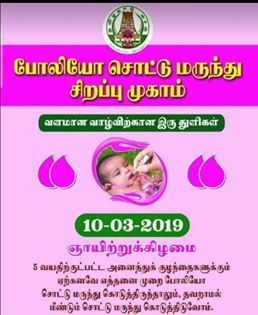 போலியோ சொட்டு மருந்து
சிறப்பு முகாம்
வளமான வாழ்விற்கான இரு துளிகள்
10-03-2019
ஞாயிற்றுக்கிழமை
5 வயதிற்குட்பட்ட அனைத்துக் குழந்தைகளுக்கும்
ஏற்கனவே எத்தனை முறை போலியோ
சொட்டு மருந்து கொடுத்திருந்தாலும், தவறாமல்
மீண்டும் சொட்டு மருந்து கொடுத்திடுவோம்.